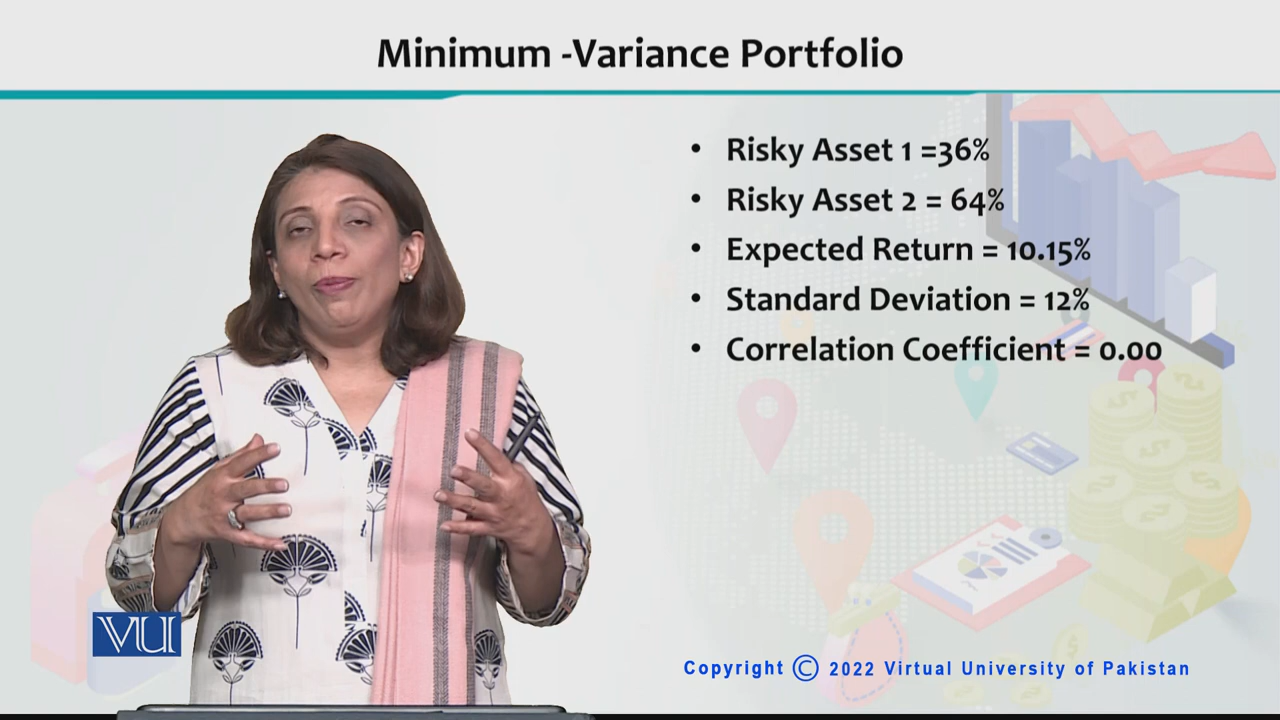 Minimum -Variance Portfolio
• Risky Asset 1 =36%
• Risky Asset 2 = 64%
• Expected Return = 10.15%
• Standard Deviation = 12%
• Correlation Coefficient = 0.00
VU
Copyright © 2022 Virtual University of Pakistan